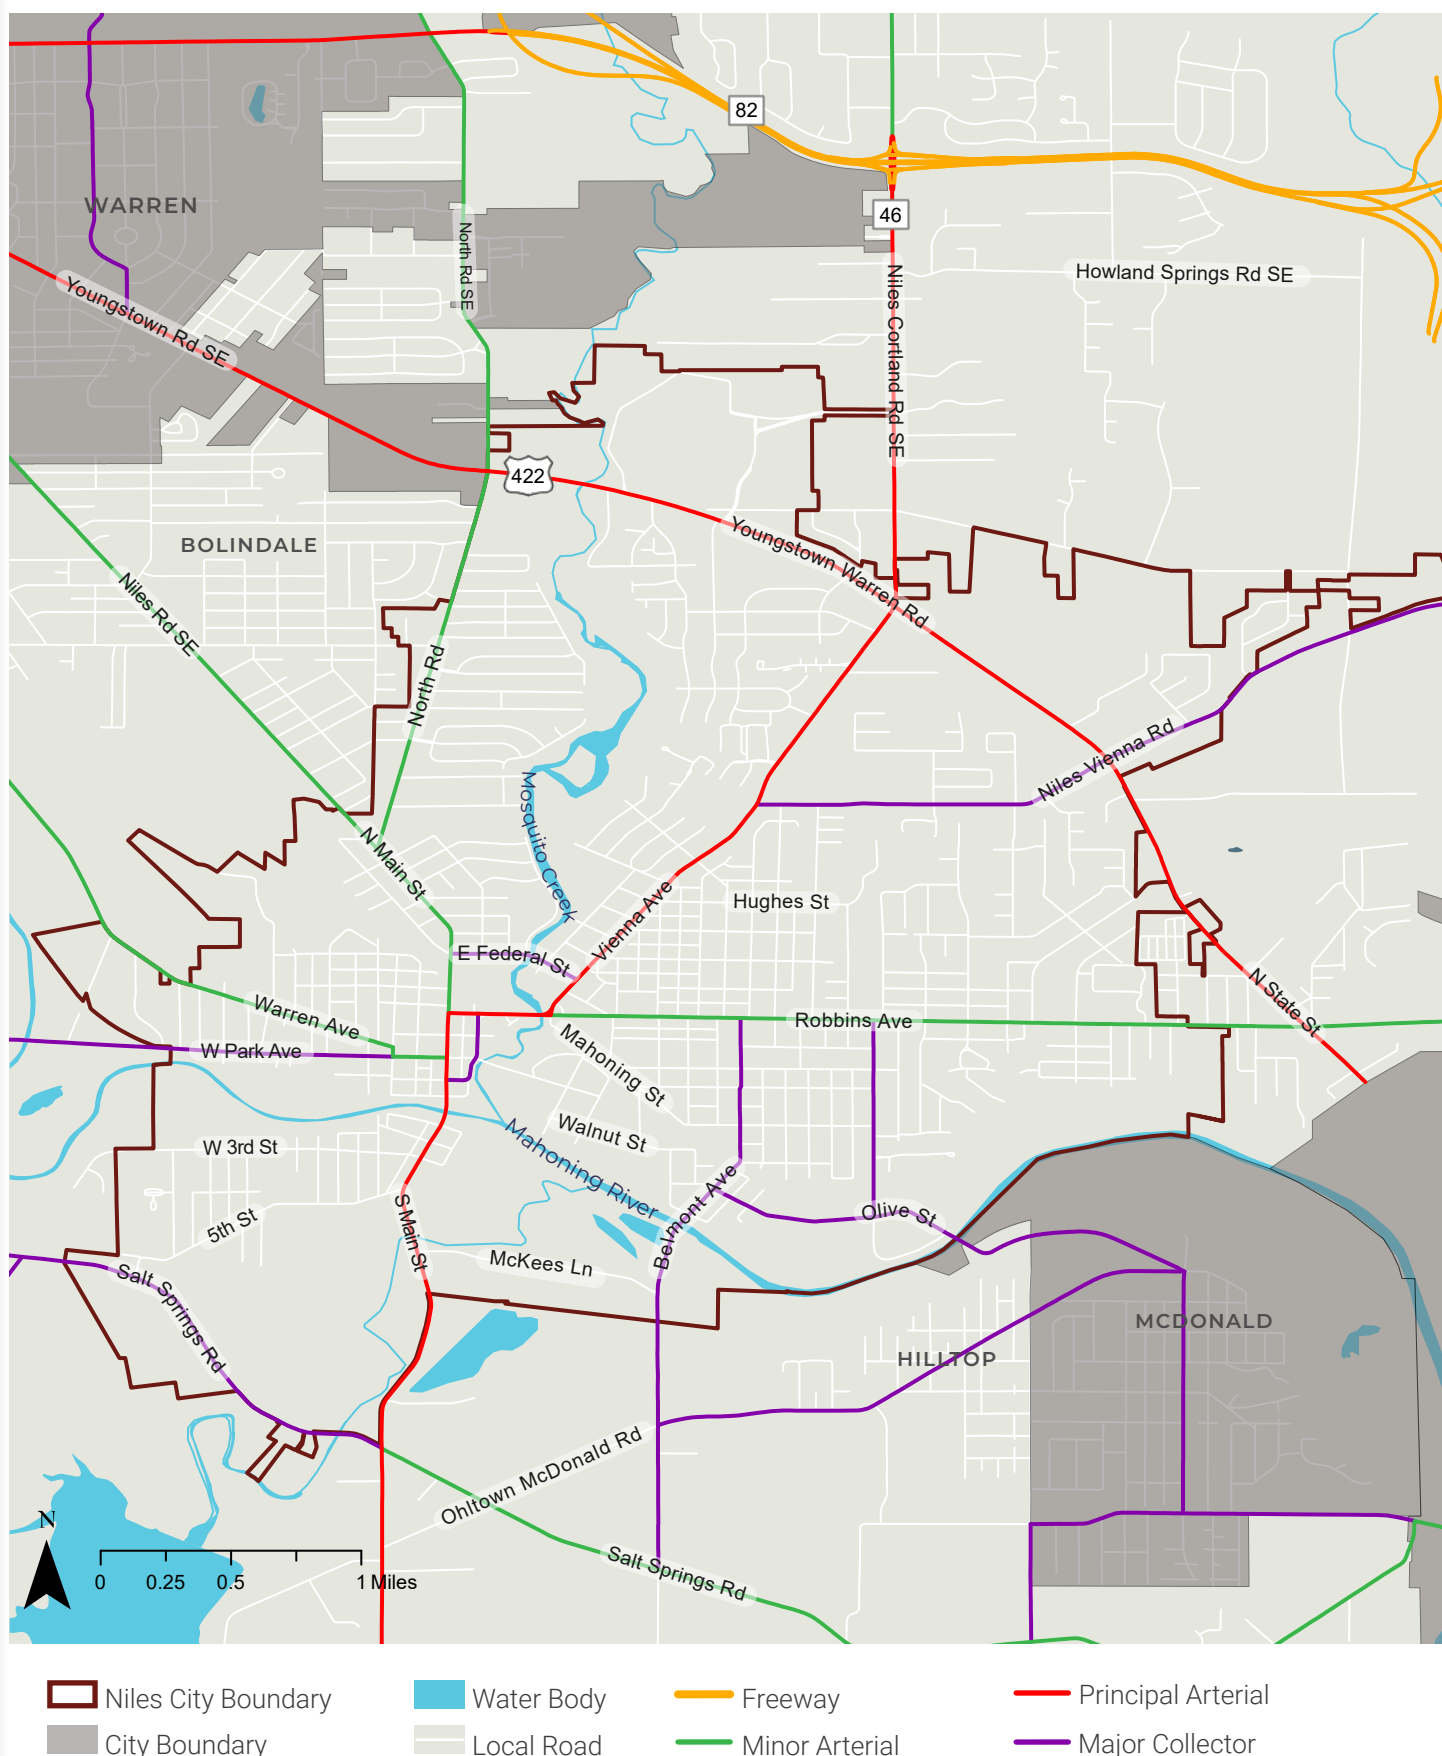 82
WARREN
46
North Rd SE
Howland Springs Rd SE
Youngstown Rd SE
Niles Cortland Rd SE
422
Youngstown Warren Rd
BOLINDALE
Niles Rd SE
North Rd
Niles Vienna Rd
Mosquito Creek
N Main St
Vienna Ave
Hughes St
E Federal St
N State St
Warren Ave
Robbins Ave
W Park Ave
Mahoning St
Walnut St
W 3rd St
Mahoning River
5th St
S Main St
Belmont Ave
Olive St
McKees Ln
Salt Springs Rd
MCDONALD
HILLTOP
Ohltown McDonald Rd
N
Salt Springs Rd
0 0.25 0.5 1 Miles
Niles City Boundary
Water Body
Freeway
Principal Arterial
City Boundary
Local Road
Minor Arterial
Major Collector